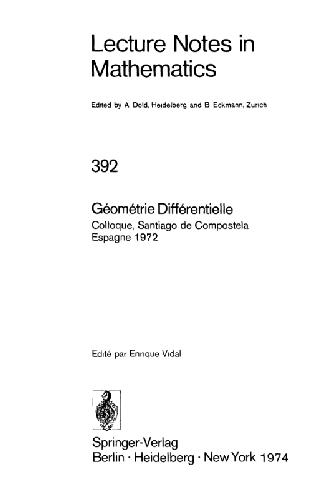 Lecture Notes in
Mathematics
Edited by A. Dold, Heidelberg and B. Eckmann, Zürich
392
Géométrie Différentielle
Colloque, Santiago de Compostela
Espagne 1972
Edité par Enrique Vidal
Springer-Verlag
Berlin · Heidelberg · New York 1974